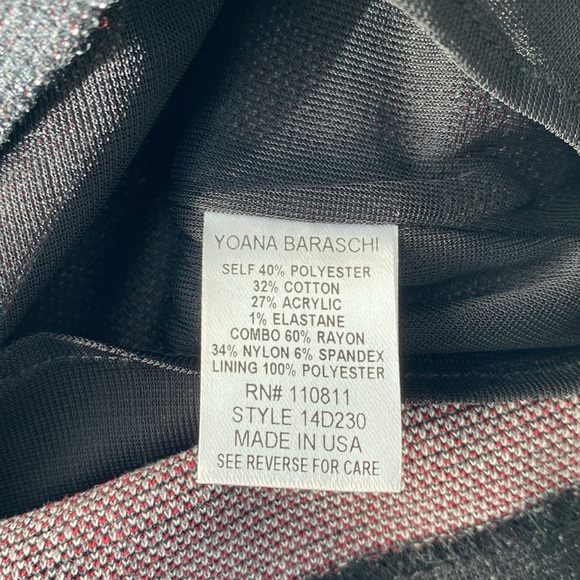 YOANA BARASCHI
SELF 40% POLYESTER
32% COTTON
27% ACRYLIC
1% ELASTANE
COMBO 60% RAYON
34% NYLON 6% SPANDEX
LINING 100% POLYESTER
RN# 110811
STYLE 14D230
MADE IN USA
SEE REVERSE FOR CARE